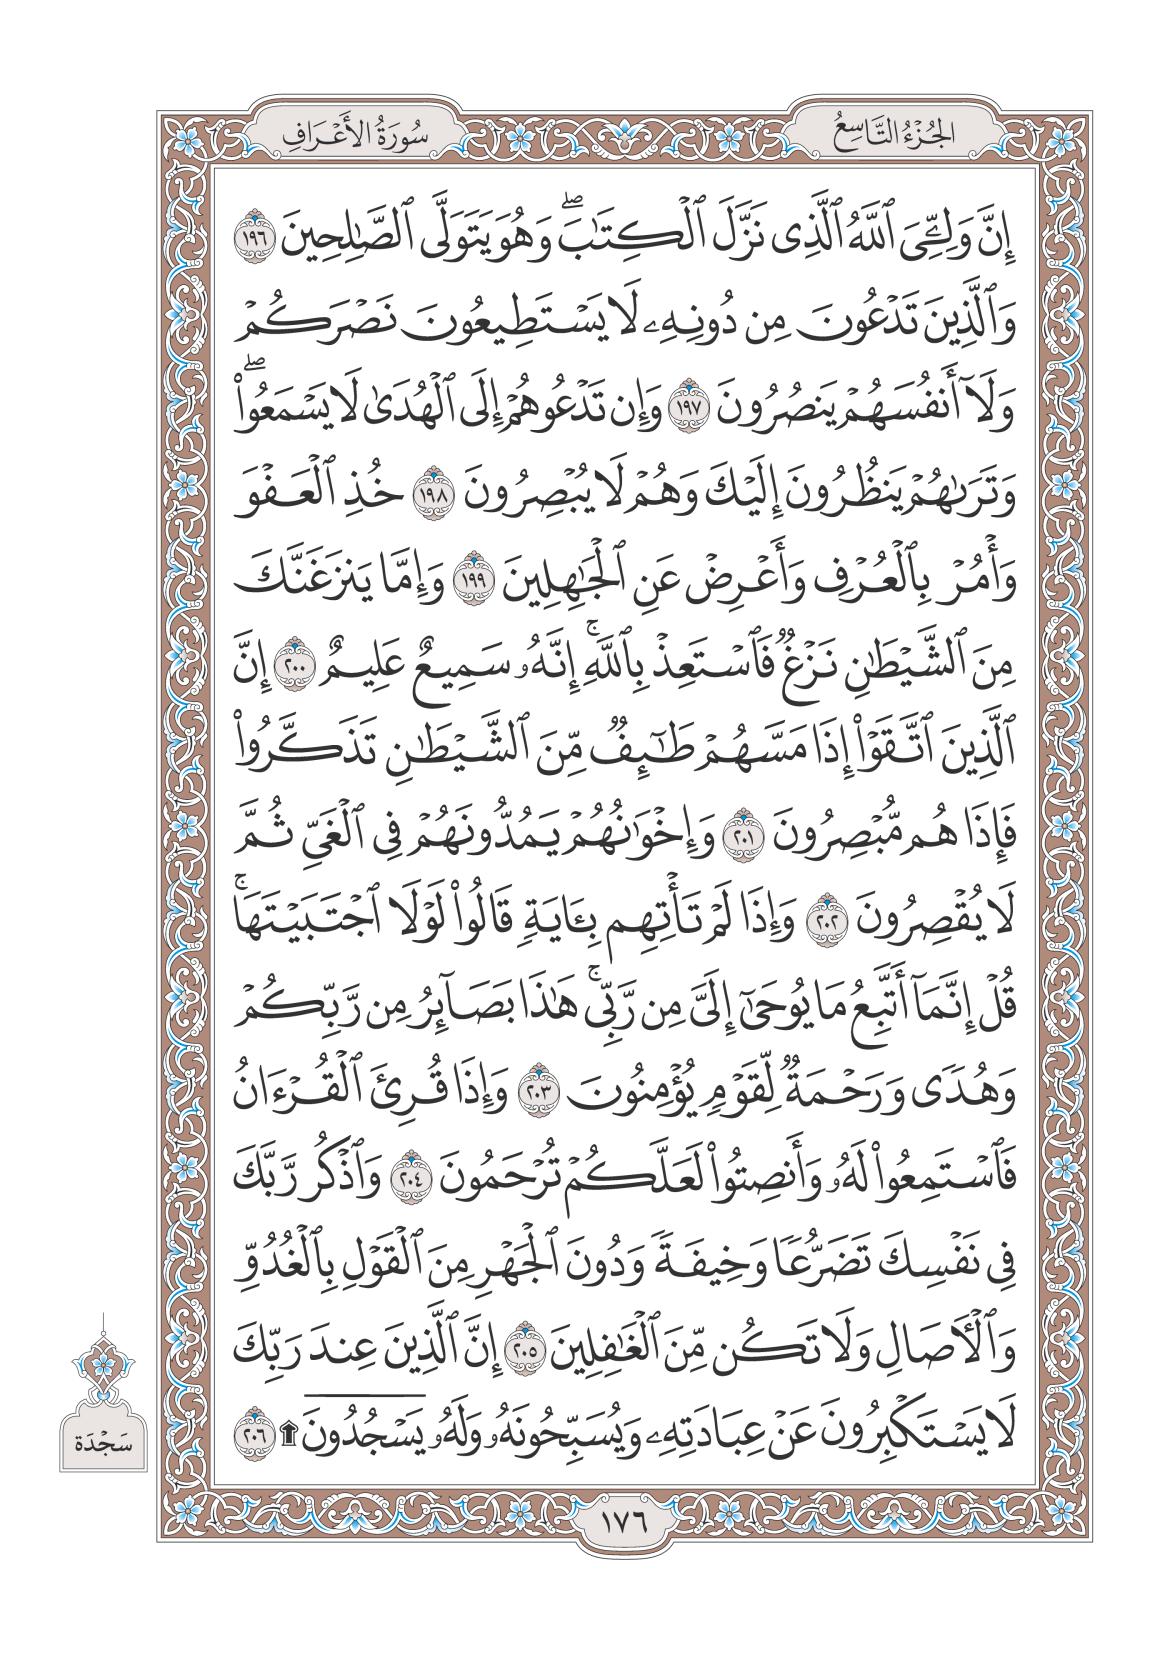 الجُزْءُ التَّاسِعُ
سُورَةُ الأَعْرَافِ
إِنَّ وَلِـِّۧيَ ٱللَّهُ ٱلَّذِي نَزَّلَ ٱلۡكِتَٰبَۖ وَهُوَ يَتَوَلَّى ٱلصَّٰلِحِينَ ١٩٦
وَٱلَّذِينَ تَدۡعُونَ مِن دُونِهِۦ لَا يَسۡتَطِيعُونَ نَصۡرَكُمۡ
وَلَآ أَنفُسَهُمۡ يَنصُرُونَ ١٩٧ وَإِن تَدۡعُوهُمۡ إِلَى ٱلۡهُدَىٰ لَا يَسۡمَعُواْۖ
وَتَرَىٰهُمۡ يَنظُرُونَ إِلَيۡكَ وَهُمۡ لَا يُبۡصِرُونَ ١٩٨ خُذِ ٱلۡعَفۡوَ
وَأۡمُرۡ بِٱلۡعُرۡفِ وَأَعۡرِضۡ عَنِ ٱلۡجَٰهِلِينَ ١٩٩ وَإِمَّا يَنزَغَنَّكَ
مِنَ ٱلشَّيۡطَٰنِ نَزۡغٞ فَٱسۡتَعِذۡ بِٱللَّهِۚ إِنَّهُۥ سَمِيعٌ عَلِيمٌ ٢٠٠ إِنَّ
ٱلَّذِينَ ٱتَّقَوۡاْ إِذَا مَسَّهُمۡ طَٰٓئِفٞ مِّنَ ٱلشَّيۡطَٰنِ تَذَكَّرُواْ
فَإِذَا هُم مُّبۡصِرُونَ ٢٠١ وَإِخۡوَٰنُهُمۡ يَمُدُّونَهُمۡ فِي ٱلۡغَيِّ ثُمَّ
لَا يُقۡصِرُونَ ٢٠٢ وَإِذَا لَمۡ تَأۡتِهِم بِـَٔايَةٖ قَالُواْ لَوۡلَا ٱجۡتَبَيۡتَهَاۚ
قُلۡ إِنَّمَآ أَتَّبِعُ مَا يُوحَىٰٓ إِلَيَّ مِن رَّبِّيۚ هَٰذَا بَصَآئِرُ مِن رَّبِّكُمۡ
وَهُدٗى وَرَحۡمَةٞ لِّقَوۡمٖ يُؤۡمِنُونَ ٢٠٣ وَإِذَا قُرِئَ ٱلۡقُرۡءَانُ
فَٱسۡتَمِعُواْ لَهُۥ وَأَنصِتُواْ لَعَلَّكُمۡ تُرۡحَمُونَ ٢٠٤ وَٱذۡكُر رَّبَّكَ
فِي نَفۡسِكَ تَضَرُّعٗا وَخِيفَةٗ وَدُونَ ٱلۡجَهۡرِ مِنَ ٱلۡقَوۡلِ بِٱلۡغُدُوِّ
وَٱلۡأٓصَالِ وَلَا تَكُن مِّنَ ٱلۡغَٰفِلِينَ ٢٠٥ إِنَّ ٱلَّذِينَ عِندَ رَبِّكَ
لَا يَسۡتَكۡبِرُونَ عَنۡ عِبَادَتِهِۦ وَيُسَبِّحُونَهُۥ وَلَهُۥ يَسۡجُدُونَۤ۩ ٢٠٦
سَجْدَة
١٧٦